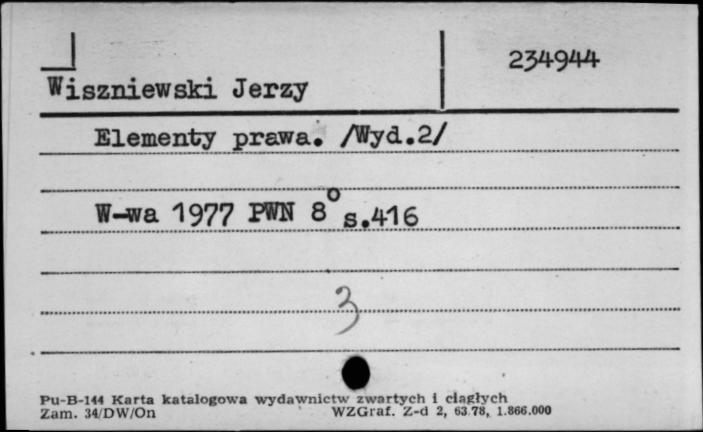 234944
Wiszniewski Jerzy
Elementy prawa. /Wyd.2/
W-wa 1977 PWN 8° s.416
3
Pu-B-144 Karta katalogowa wydawnictw zwartych i ciągłych
Zam. 34/DW/On WZGraf. Z-d 2, 63.78, 1.866.000